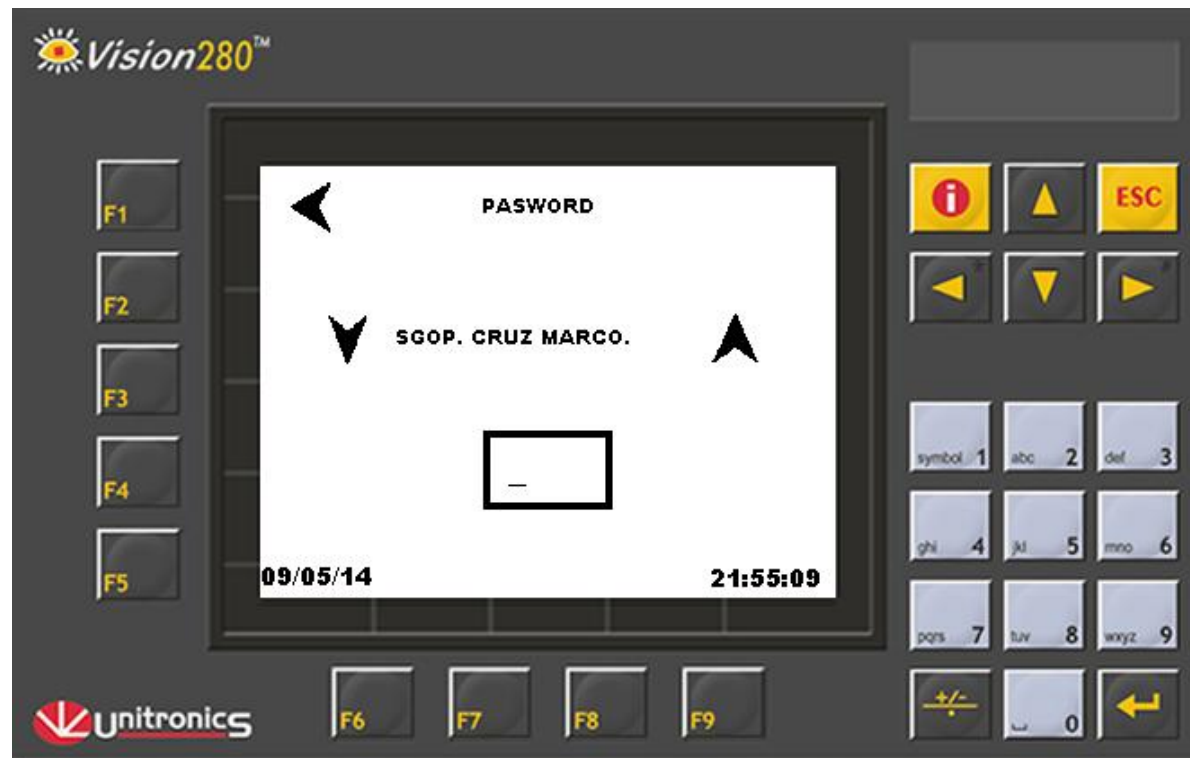 Vision280™
PASWORD
SGOP. CRUZ MARCO.
_
09/05/14
21:55:09
F1
F2
F3
F4
F5
F6
F7
F8
F9
i
ESC
symbol 1
abc 2
def 3
ghi 4
jkl 5
mno 6
pqrs 7
tuv 8
wxyz 9
+/-
.
0
Unitronics